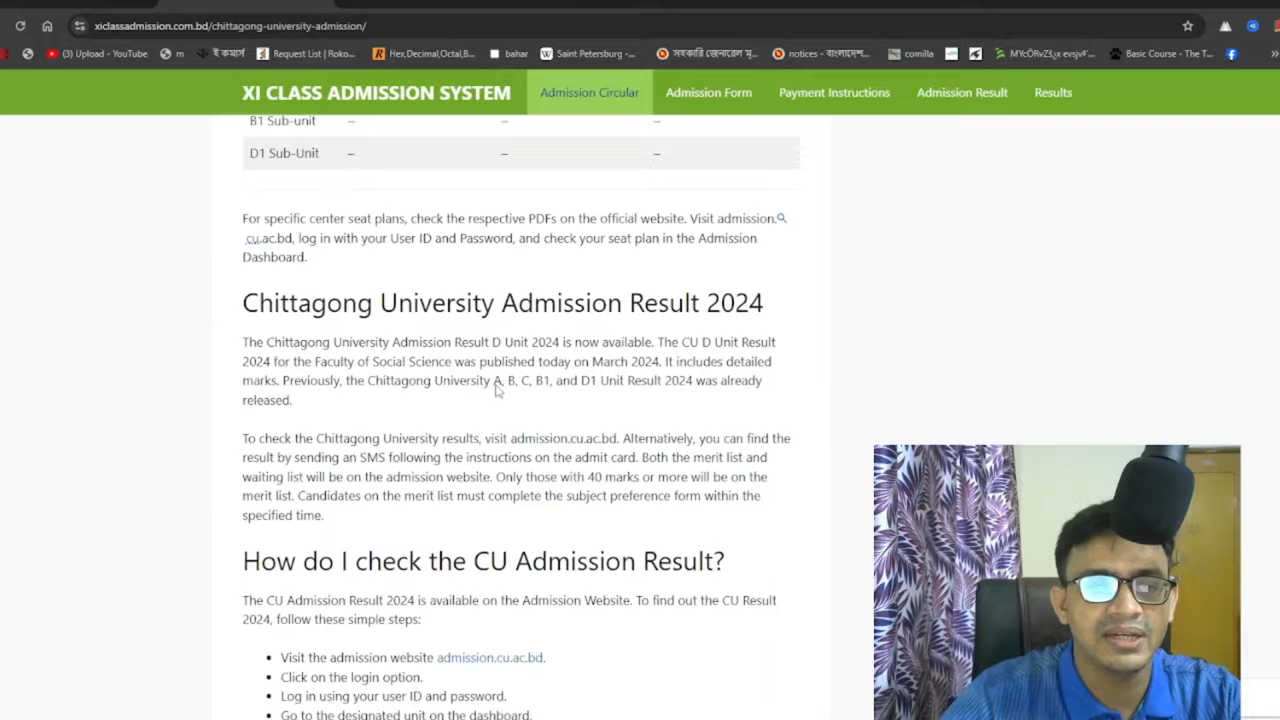 xiclassadmission.com.bd/chittagong-university-admission/
(3) Upload - YouTube
m
ই কমার্স
Request List | Roko...
Hex,Decimal,Octal,B...
bahar
Saint Petersburg -...
সহকারি জেনারেল ম্...
notices - বাংলাদেশ...
comilla
Basic Course - The T...
XI CLASS ADMISSION SYSTEM
Admission Circular
Admission Form
Payment Instructions
Admission Result
Results
B1 Sub-unit – – –
D1 Sub-Unit – – –
For specific center seat plans, check the respective PDFs on the official website. Visit admission.
cu.ac.bd, log in with your User ID and Password, and check your seat plan in the Admission
Dashboard.
Chittagong University Admission Result 2024
The Chittagong University Admission Result D Unit 2024 is now available. The CU D Unit Result
2024 for the Faculty of Social Science was published today on March 2024. It includes detailed
marks. Previously, the Chittagong University A, B, C, B1, and D1 Unit Result 2024 was already
released.
To check the Chittagong University results, visit admission.cu.ac.bd. Alternatively, you can find the
result by sending an SMS following the instructions on the admit card. Both the merit list and
waiting list will be on the admission website. Only those with 40 marks or more will be on the
merit list. Candidates on the merit list must complete the subject preference form within the
specified time.
How do I check the CU Admission Result?
The CU Admission Result 2024 is available on the Admission Website. To find out the CU Result
2024, follow these simple steps:
• Visit the admission website admission.cu.ac.bd.
• Click on the login option.
• Log in using your user ID and password.
• Go to the designated unit on the dashboard.